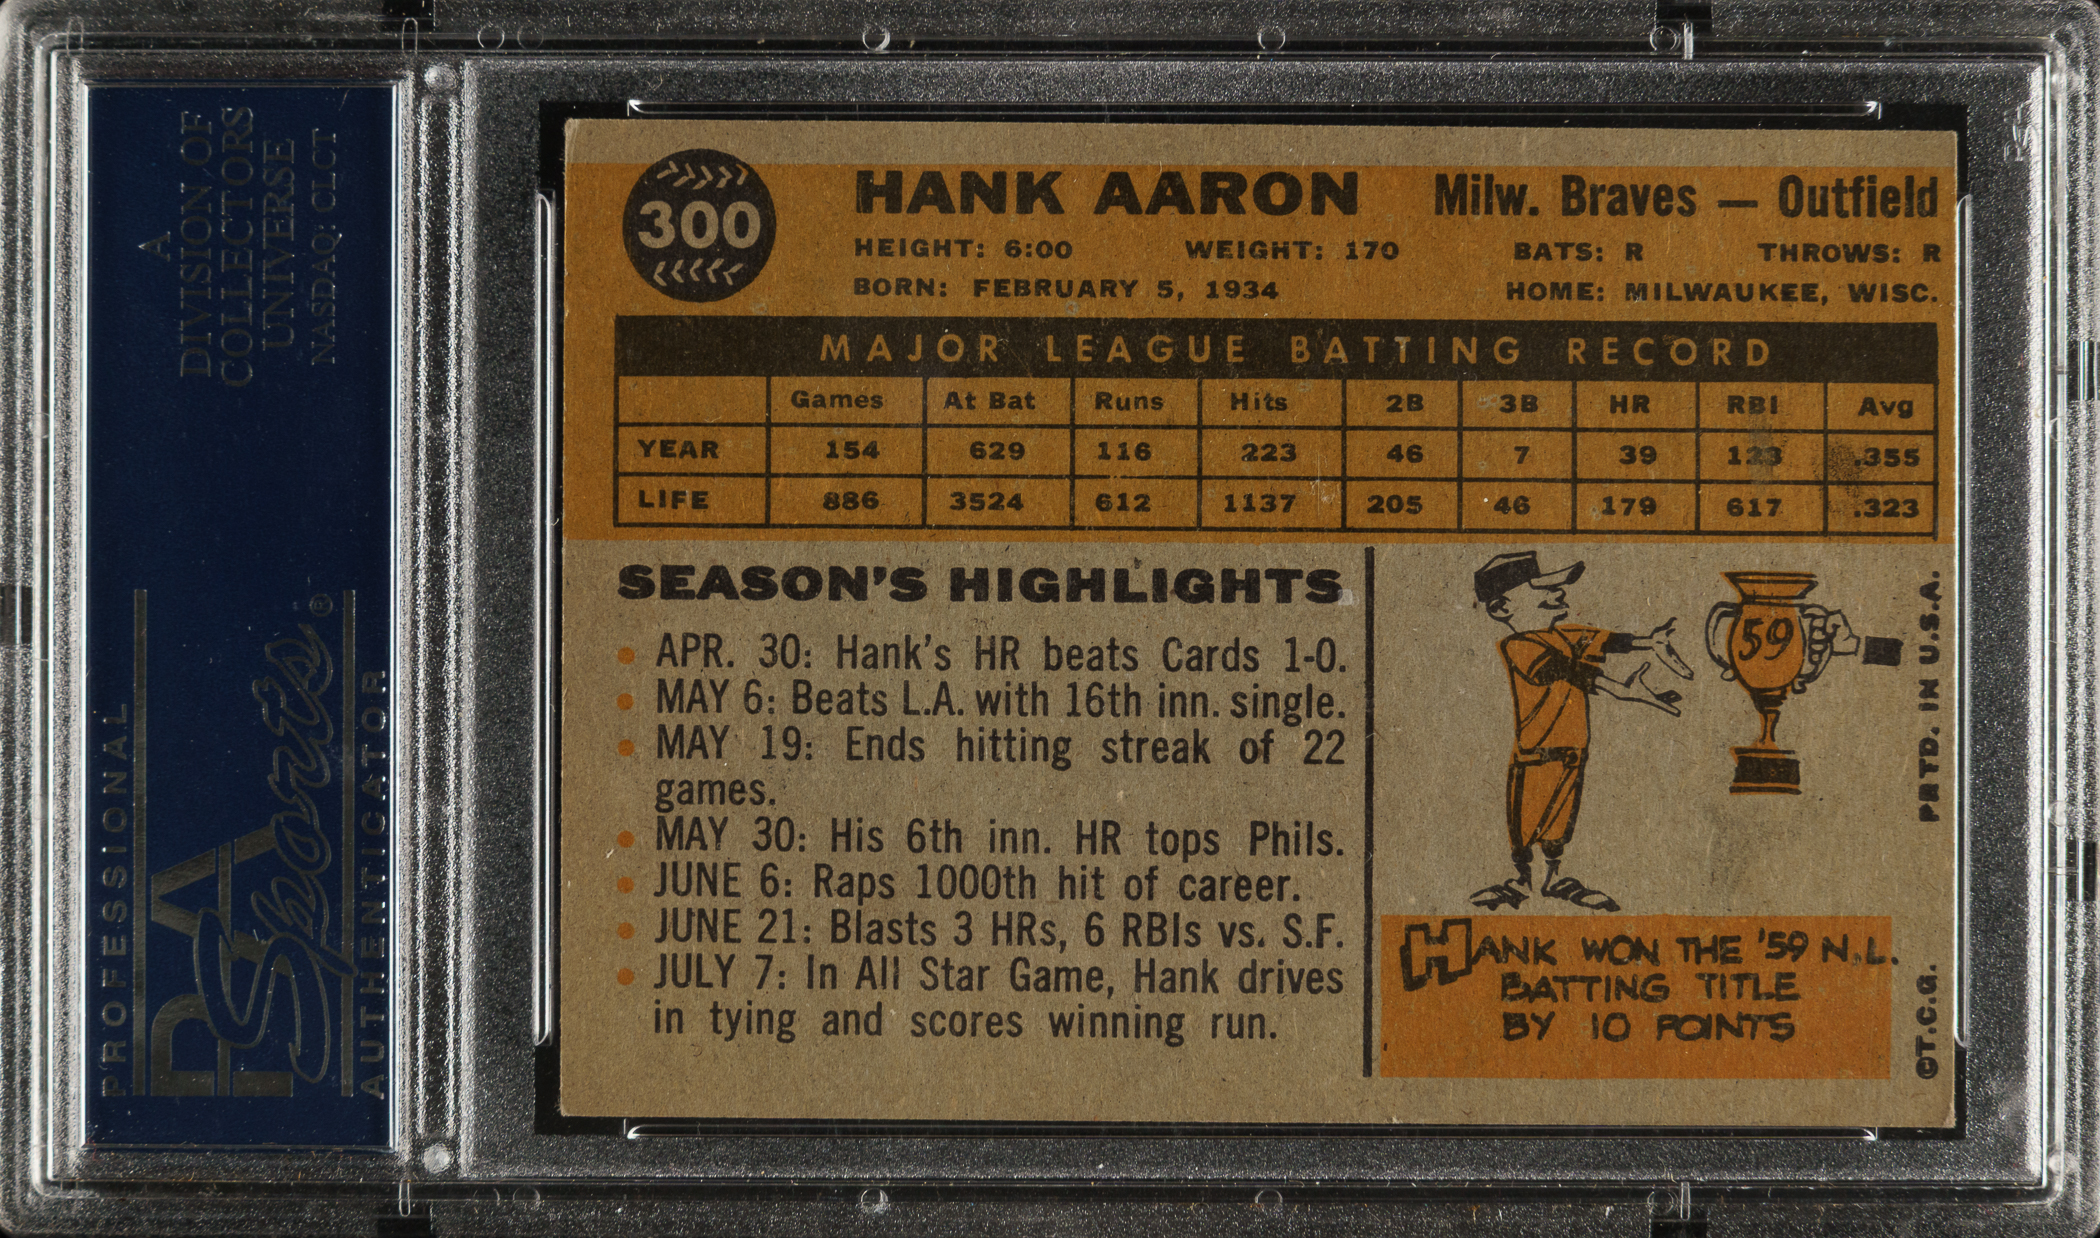 A
DIVISION OF
COLLECTORS
UNIVERSE
NASDAQ: CLCT
PROFESSIONAL
PSA
Sports®
AUTHENTICATOR
300
HANK AARON Milw. Braves — Outfield
HEIGHT: 6:00 WEIGHT: 170 BATS: R THROWS: R
BORN: FEBRUARY 5, 1934 HOME: MILWAUKEE, WISC.
MAJOR LEAGUE BATTING RECORD
Games At Bat Runs Hits 2B 3B HR RBI Avg
YEAR 154 629 116 223 46 7 39 123 .355
LIFE 886 3524 612 1137 205 46 179 617 .323
SEASON'S HIGHLIGHTS
APR. 30: Hank's HR beats Cards 1-0.
MAY 6: Beats L.A. with 16th inn. single.
MAY 19: Ends hitting streak of 22
games.
MAY 30: His 6th inn. HR tops Phils.
JUNE 6: Raps 1000th hit of career.
JUNE 21: Blasts 3 HRs, 6 RBIs vs. S.F.
JULY 7: In All Star Game, Hank drives
in tying and scores winning run.
59
HANK WON THE '59 N.L.
BATTING TITLE
BY 10 POINTS
PRTD. IN U.S.A.
©T.C.G.
PSA